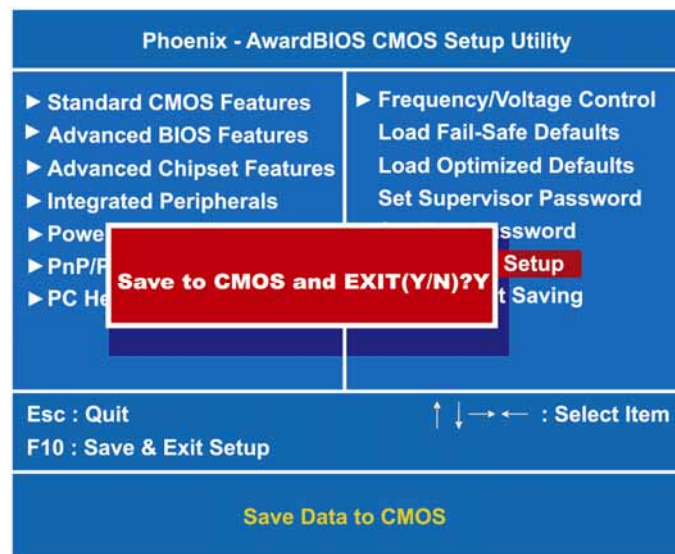 Phoenix - AwardBIOS CMOS Setup Utility
► Standard CMOS Features
► Advanced BIOS Features
► Advanced Chipset Features
► Integrated Peripherals
► Powe
► PnP/P
► PC He
► Frequency/Voltage Control
Load Fail-Safe Defaults
Load Optimized Defaults
Set Supervisor Password
ssword
Setup
t Saving
Save to CMOS and EXIT(Y/N)?Y
Esc : Quit
↑ ↓ → ← : Select Item
F10 : Save & Exit Setup
Save Data to CMOS